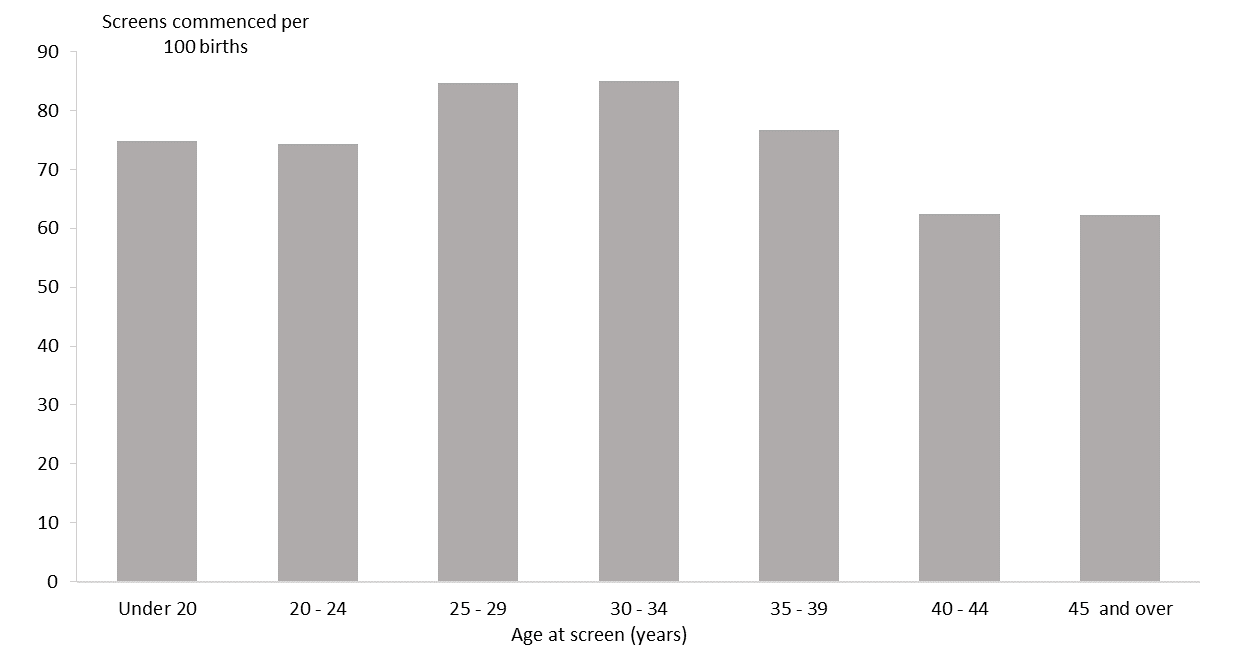 Screens commenced per
100 births
90
80
70
60
50
40
30
20
10
0
Under 20 20 - 24 25 - 29 30 - 34 35 - 39 40 - 44 45 and over
Age at screen (years)